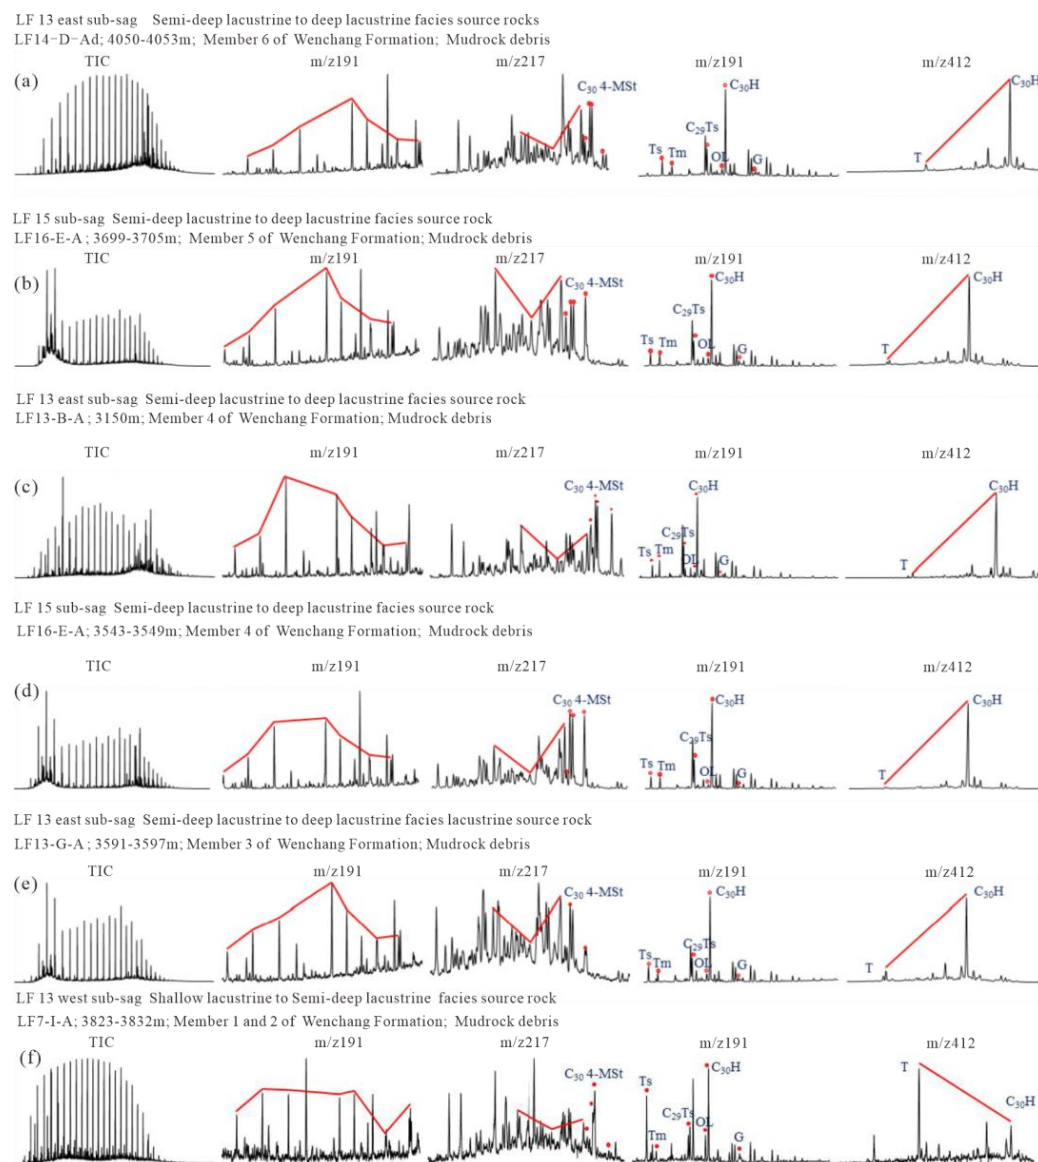 LF 13 east sub-sag Semi-deep lacustrine to deep lacustrine facies source rocks
LF14-D-Ad; 4050-4053m; Member 6 of Wenchang Formation; Mudrock debris
TIC m/z191 m/z217 m/z191 m/z412
(a) C30 4-MSt C30H C30H
C29Ts
Ts Tm OL G T
LF 15 sub-sag Semi-deep lacustrine to deep lacustrine facies source rock
LF16-E-A; 3699-3705m; Member 5 of Wenchang Formation; Mudrock debris
TIC m/z191 m/z217 m/z191 m/z412
(b) C30 4-MSt C30H C30H
C29Ts
Ts Tm OL G T
LF 13 east sub-sag Semi-deep lacustrine to deep lacustrine facies source rock
LF13-B-A; 3150m; Member 4 of Wenchang Formation; Mudrock debris
TIC m/z191 m/z217 m/z191 m/z412
(c) C30 4-MSt C30H C30H
C29Ts
Ts Tm OL G T
LF 15 sub-sag Semi-deep lacustrine to deep lacustrine facies source rock
LF16-E-A; 3543-3549m; Member 4 of Wenchang Formation; Mudrock debris
TIC m/z191 m/z217 m/z191 m/z412
(d) C30 4-MSt C30H C30H
C29Ts
Ts Tm OL G T
LF 13 east sub-sag Semi-deep lacustrine to deep lacustrine facies lacustrine source rock
LF13-G-A; 3591-3597m; Member 3 of Wenchang Formation; Mudrock debris
TIC m/z191 m/z217 m/z191 m/z412
(e) C30 4-MSt C30H C30H
C29Ts
Ts Tm OL G T
LF 13 west sub-sag Shallow lacustrine to Semi-deep lacustrine facies source rock
LF7-I-A; 3823-3832m; Member 1 and 2 of Wenchang Formation; Mudrock debris
TIC m/z191 m/z217 m/z191 m/z412
(f) C30 4-MSt Ts C30H T
C29Ts OL C30H
Tm G